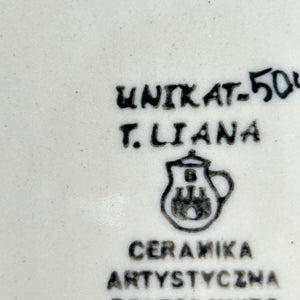 UNIKAT-50
T. LIANA
B
CERAMIKA
ARTYSTYCZNA